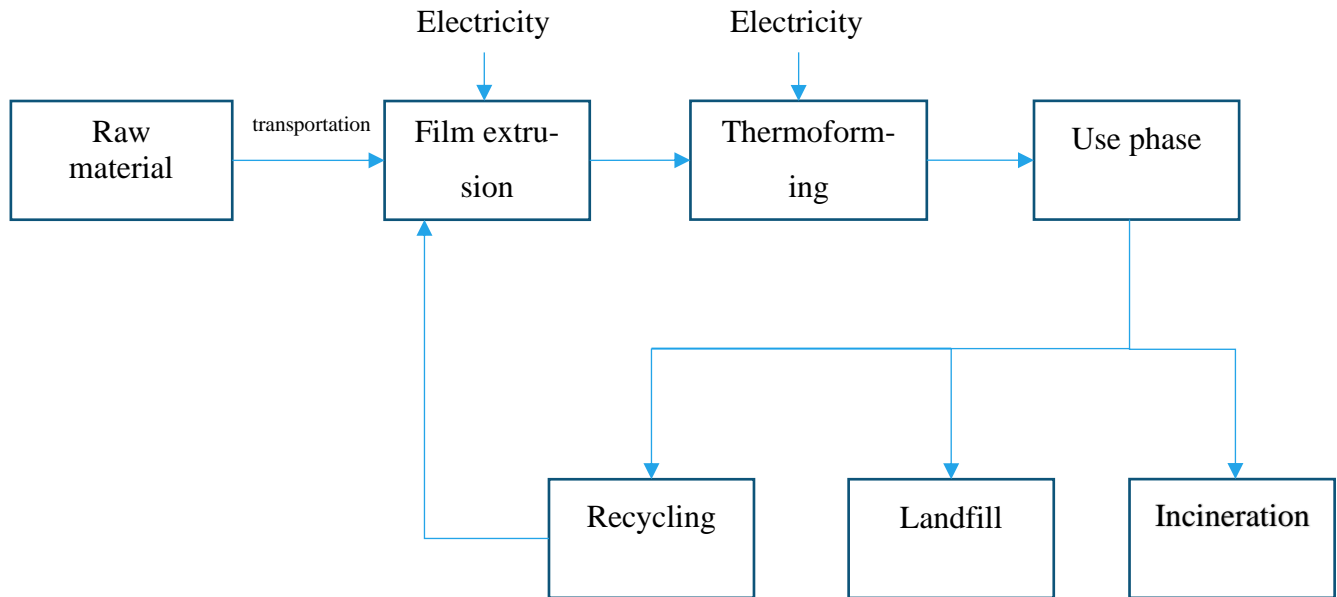 Electricity
Electricity
Raw
material
transportation
Film extru-
sion
Thermoform-
ing
Use phase
Recycling
Landfill
Incineration